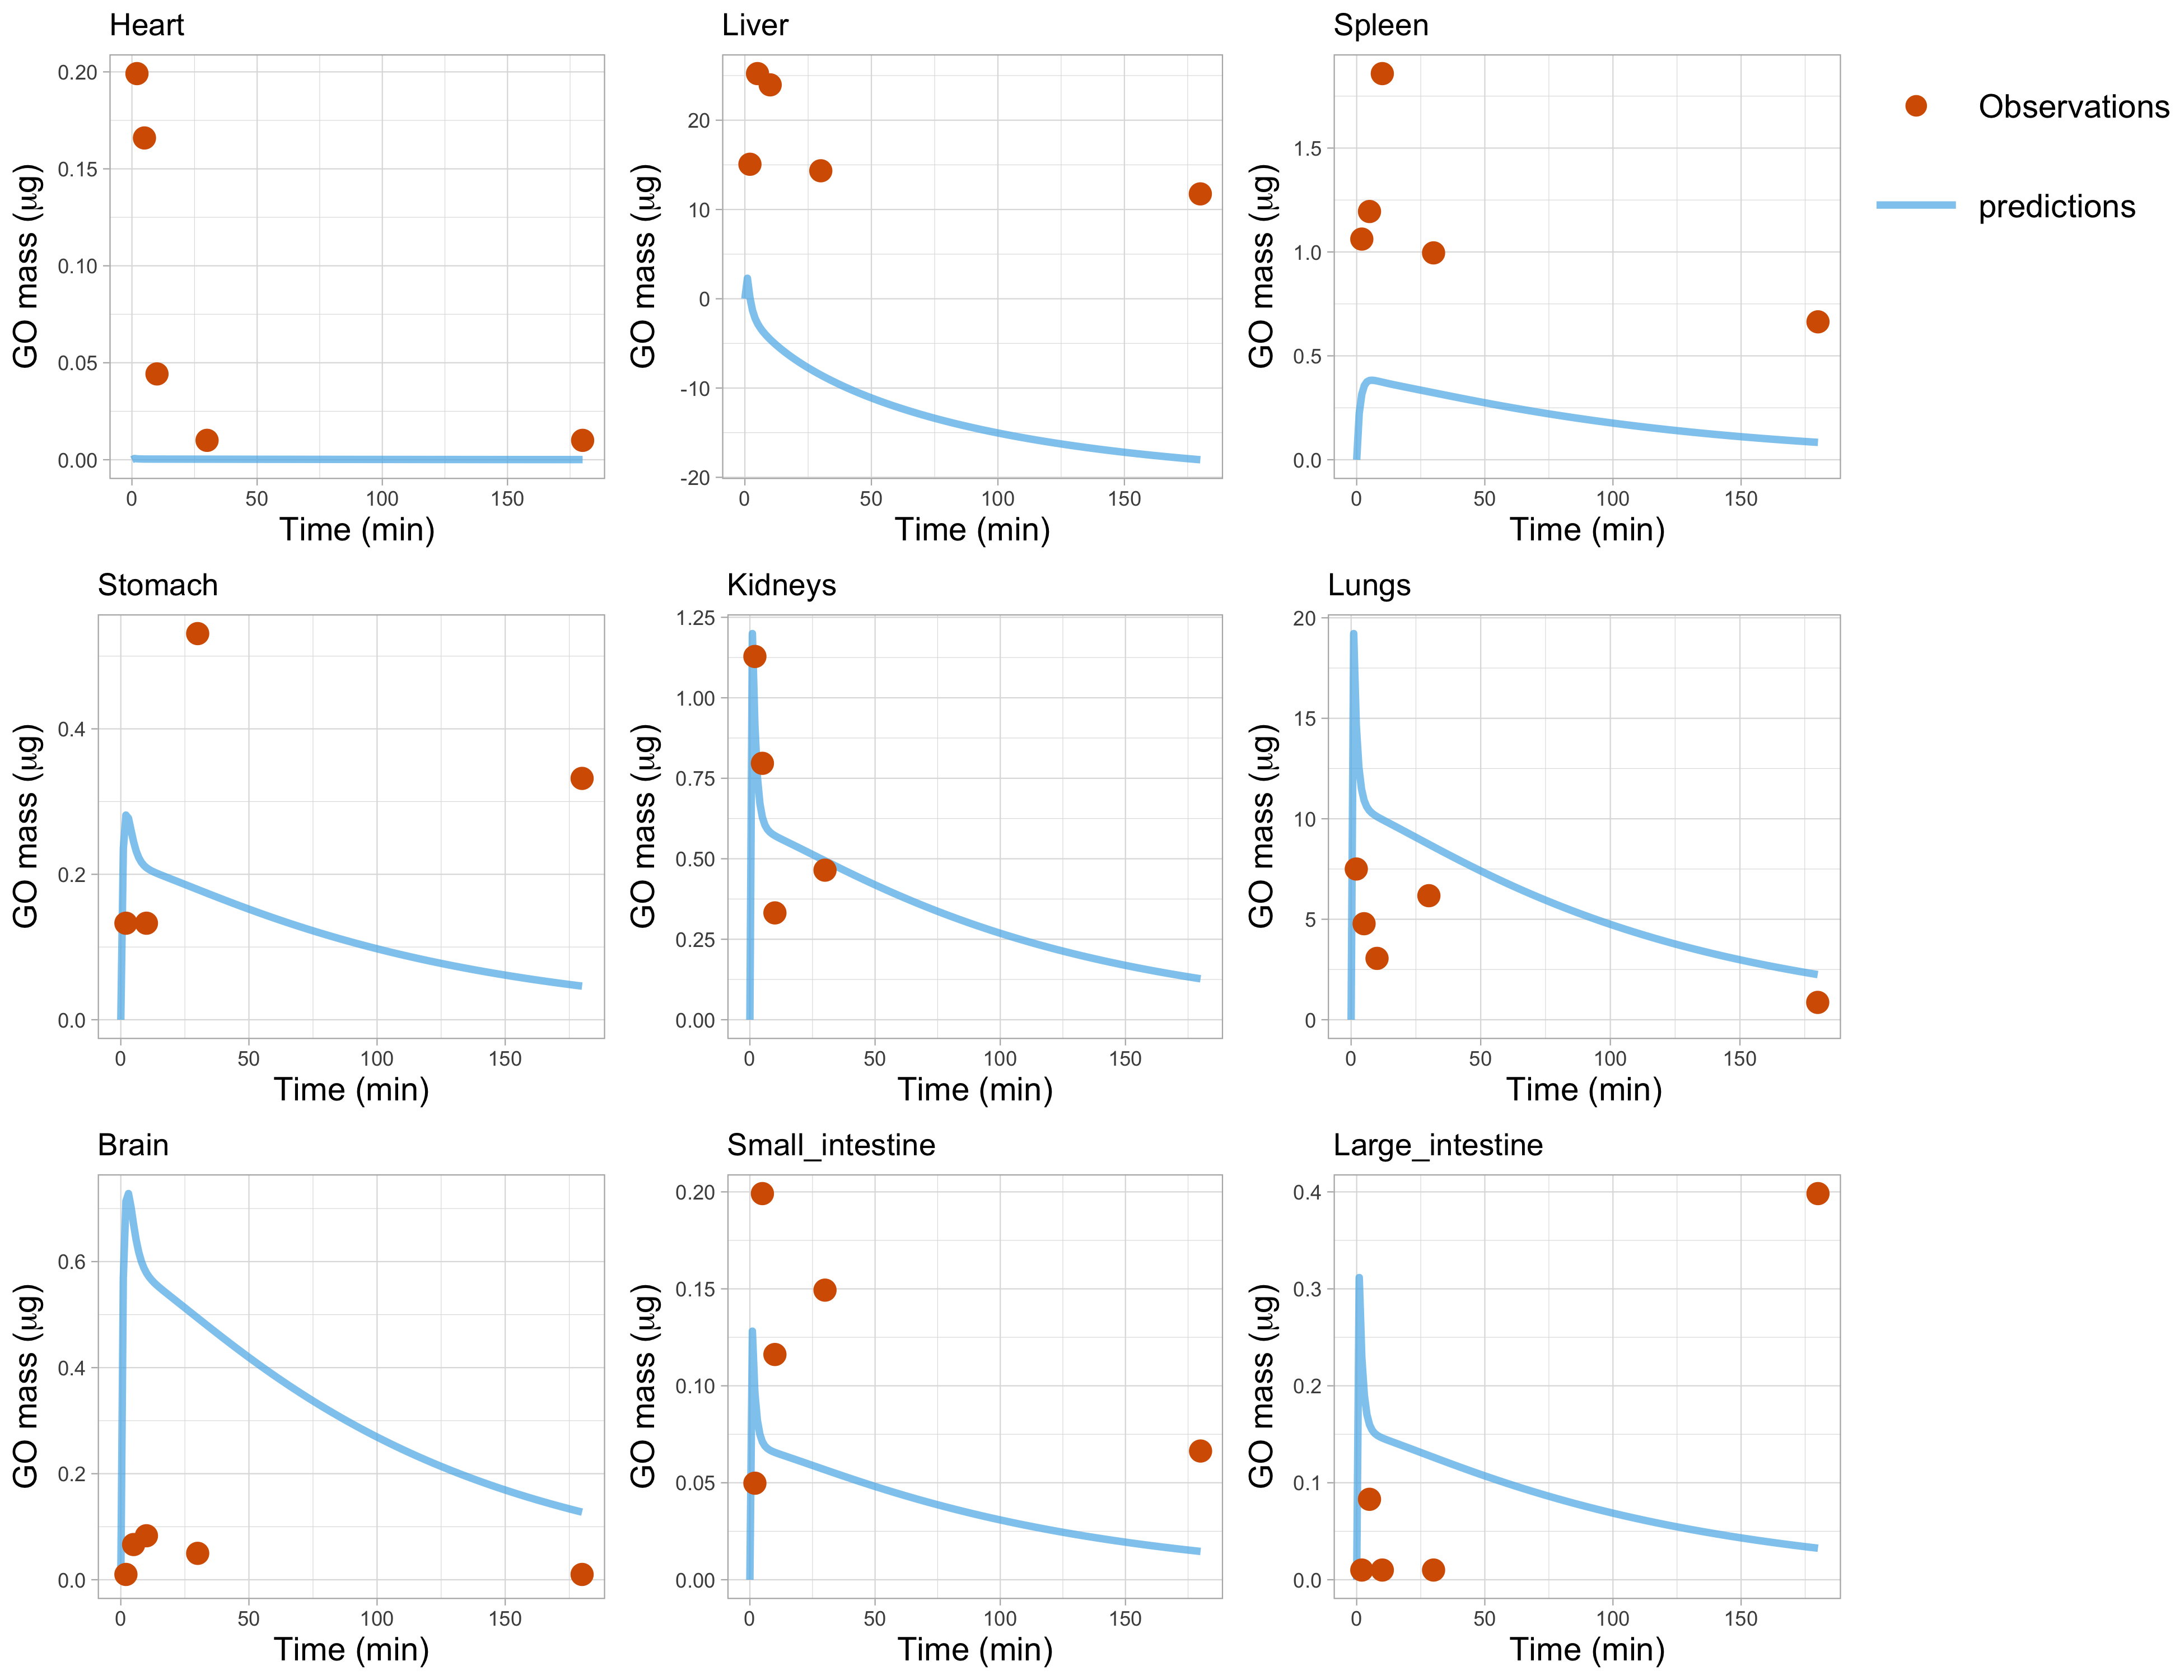 Heart
Liver
Spleen
GO mass (μg)
0.20
0.15
0.10
0.05
0.00
0 50 100 150
Time (min)
GO mass (μg)
20
10
0
-10
-20
0 50 100 150
Time (min)
GO mass (μg)
1.5
1.0
0.5
0.0
0 50 100 150
Time (min)
Observations
predictions
Stomach
Kidneys
Lungs
GO mass (μg)
0.4
0.2
0.0
0 50 100 150
Time (min)
GO mass (μg)
1.25
1.00
0.75
0.50
0.25
0.00
0 50 100 150
Time (min)
GO mass (μg)
20
15
10
5
0
0 50 100 150
Time (min)
Brain
Small_intestine
Large_intestine
GO mass (μg)
0.6
0.4
0.2
0.0
0 50 100 150
Time (min)
GO mass (μg)
0.20
0.15
0.10
0.05
0.00
0 50 100 150
Time (min)
GO mass (μg)
0.4
0.3
0.2
0.1
0.0
0 50 100 150
Time (min)